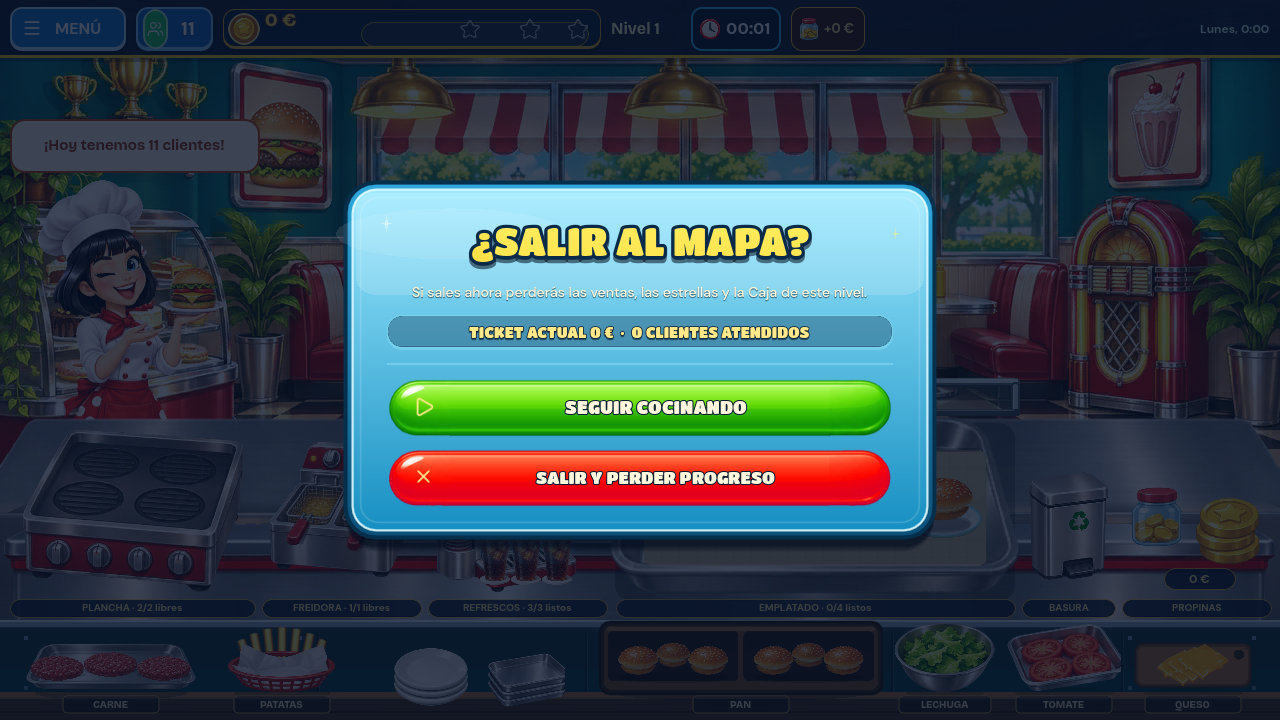 MENÚ
11
0 €
Nivel 1
00:01
+0 €
Lunes, 0:00
¡Hoy tenemos 11 clientes!
¿SALIR AL MAPA?
Si sales ahora perderás las ventas, las estrellas y la Caja de este nivel.
TICKET ACTUAL 0 € · 0 CLIENTES ATENDIDOS
SEGUIR COCINANDO
SALIR Y PERDER PROGRESO
0 €
PLANCHA · 2/2 libres
FREIDORA · 1/1 libres
REFRESCOS · 3/3 listos
EMPLATADO · 0/4 listos
BASURA
PROPINAS
CARNE
PATATAS
PAN
LECHUGA
TOMATE
QUESO